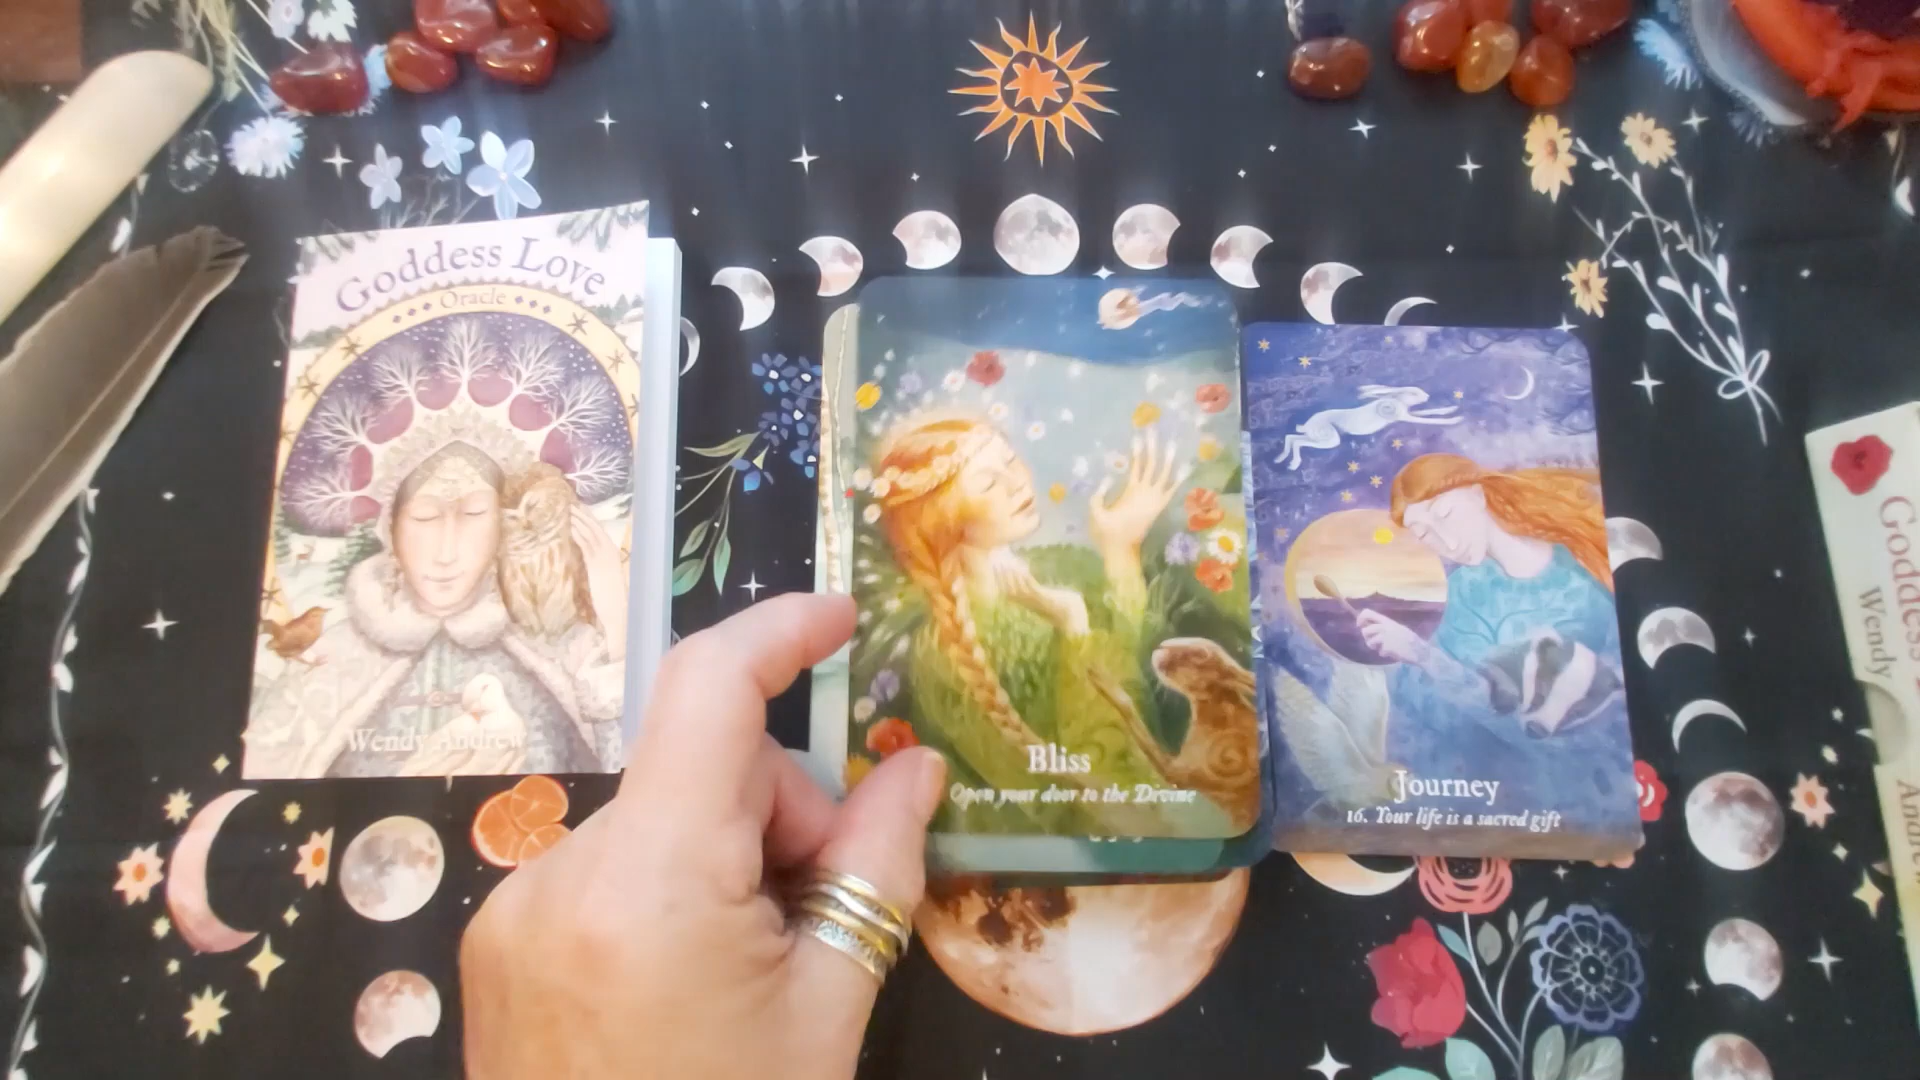 Goddess Love
Oracle
Wendy Andrew
Bliss
Open your door to the Divine
Journey
16. Your life is a sacred gift
Goddess
Wendy
Andrew